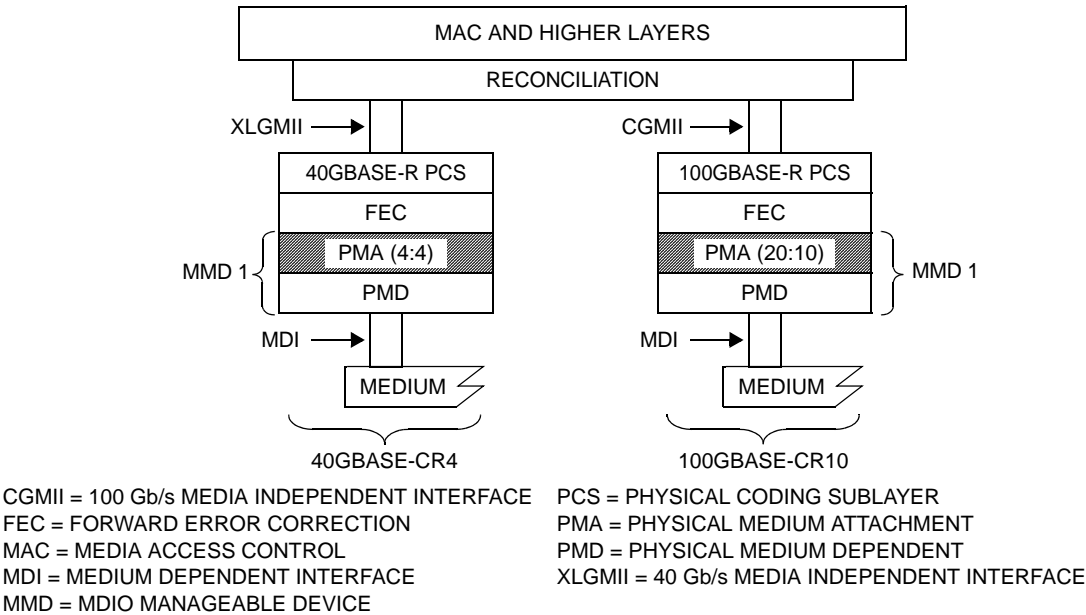 MAC AND HIGHER LAYERS
RECONCILIATION
XLGMII
CGMII
40GBASE-R PCS
100GBASE-R PCS
FEC
FEC
PMA (4:4)
PMA (20:10)
MMD 1
MMD 1
PMD
PMD
MDI
MDI
MEDIUM
MEDIUM
40GBASE-CR4
100GBASE-CR10
CGMII = 100 Gb/s MEDIA INDEPENDENT INTERFACE
FEC = FORWARD ERROR CORRECTION
MAC = MEDIA ACCESS CONTROL
MDI = MEDIUM DEPENDENT INTERFACE
MMD = MDIO MANAGEABLE DEVICE
PCS = PHYSICAL CODING SUBLAYER
PMA = PHYSICAL MEDIUM ATTACHMENT
PMD = PHYSICAL MEDIUM DEPENDENT
XLGMII = 40 Gb/s MEDIA INDEPENDENT INTERFACE